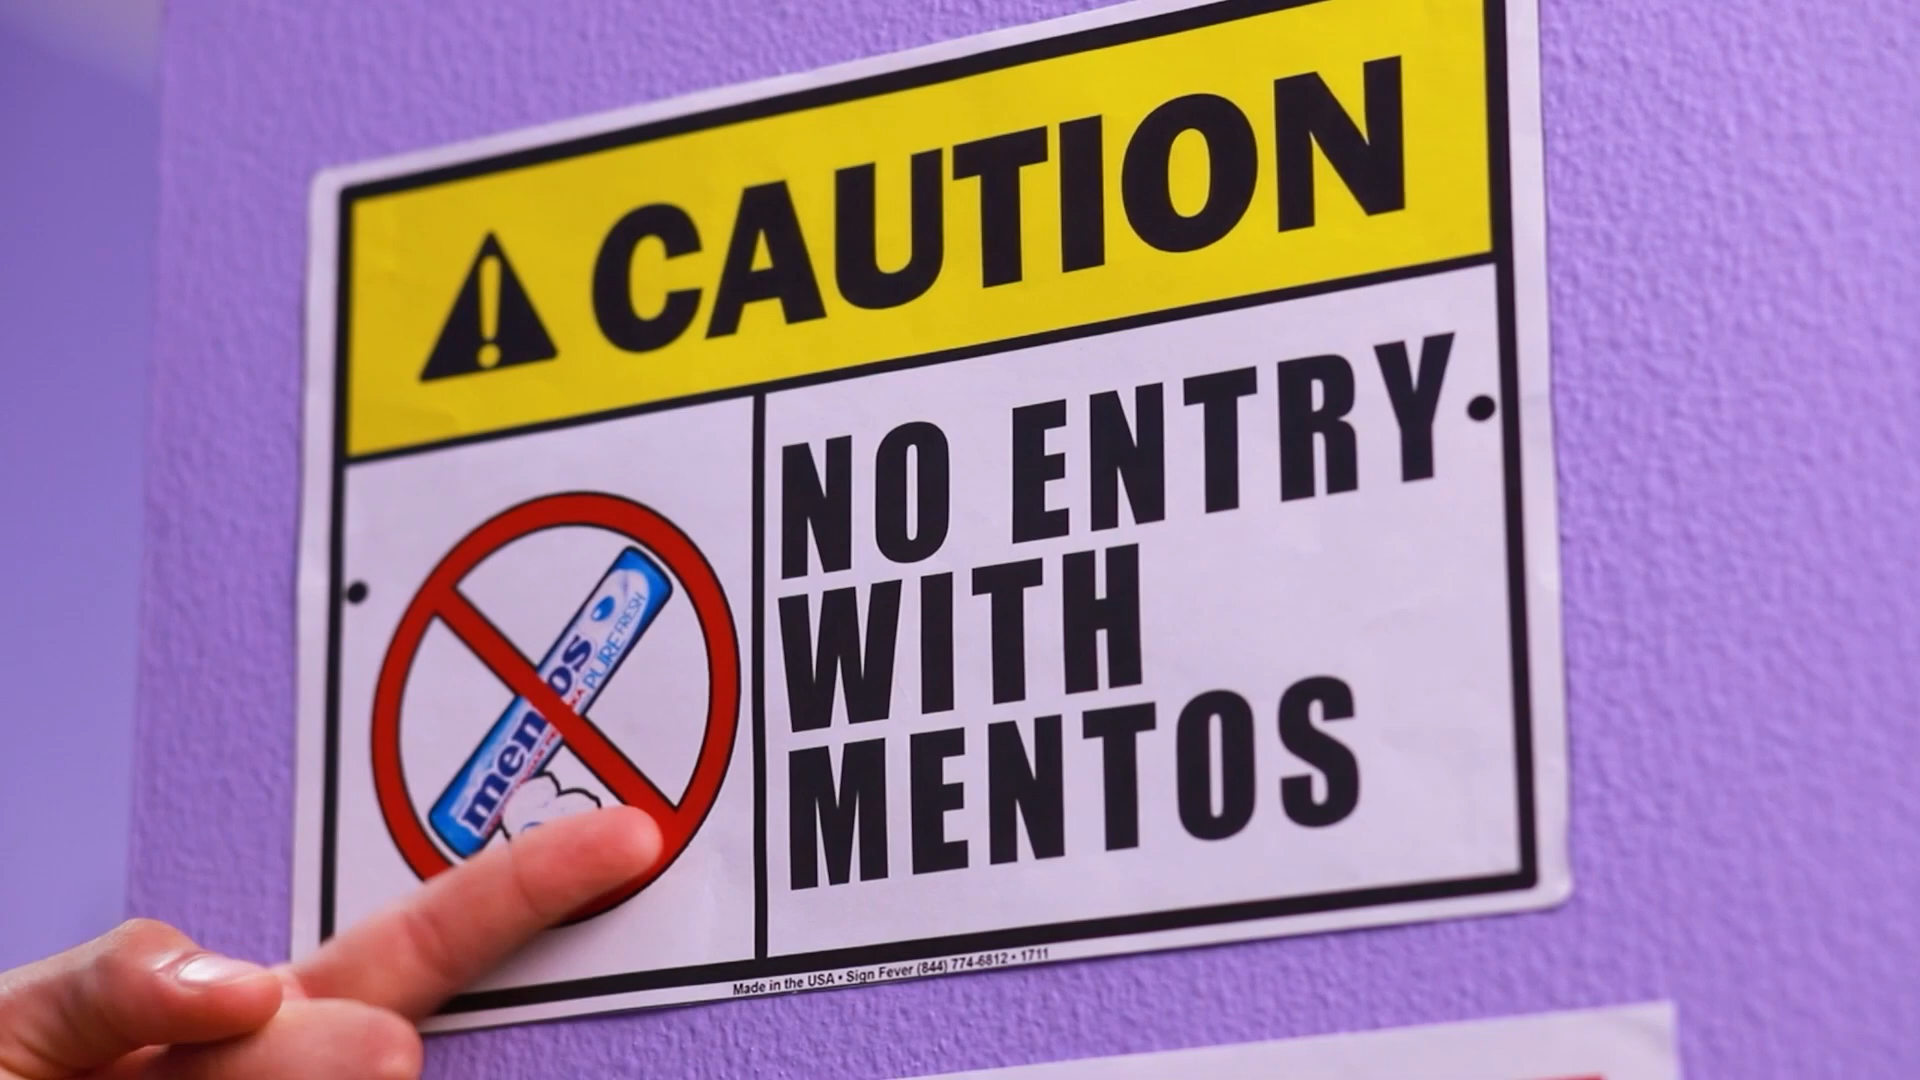 CAUTION
NO ENTRY
WITH
MENTOS
mentos
PURE FRESH
Made in the USA • Sign Fever (844) 774-6812 • 1711